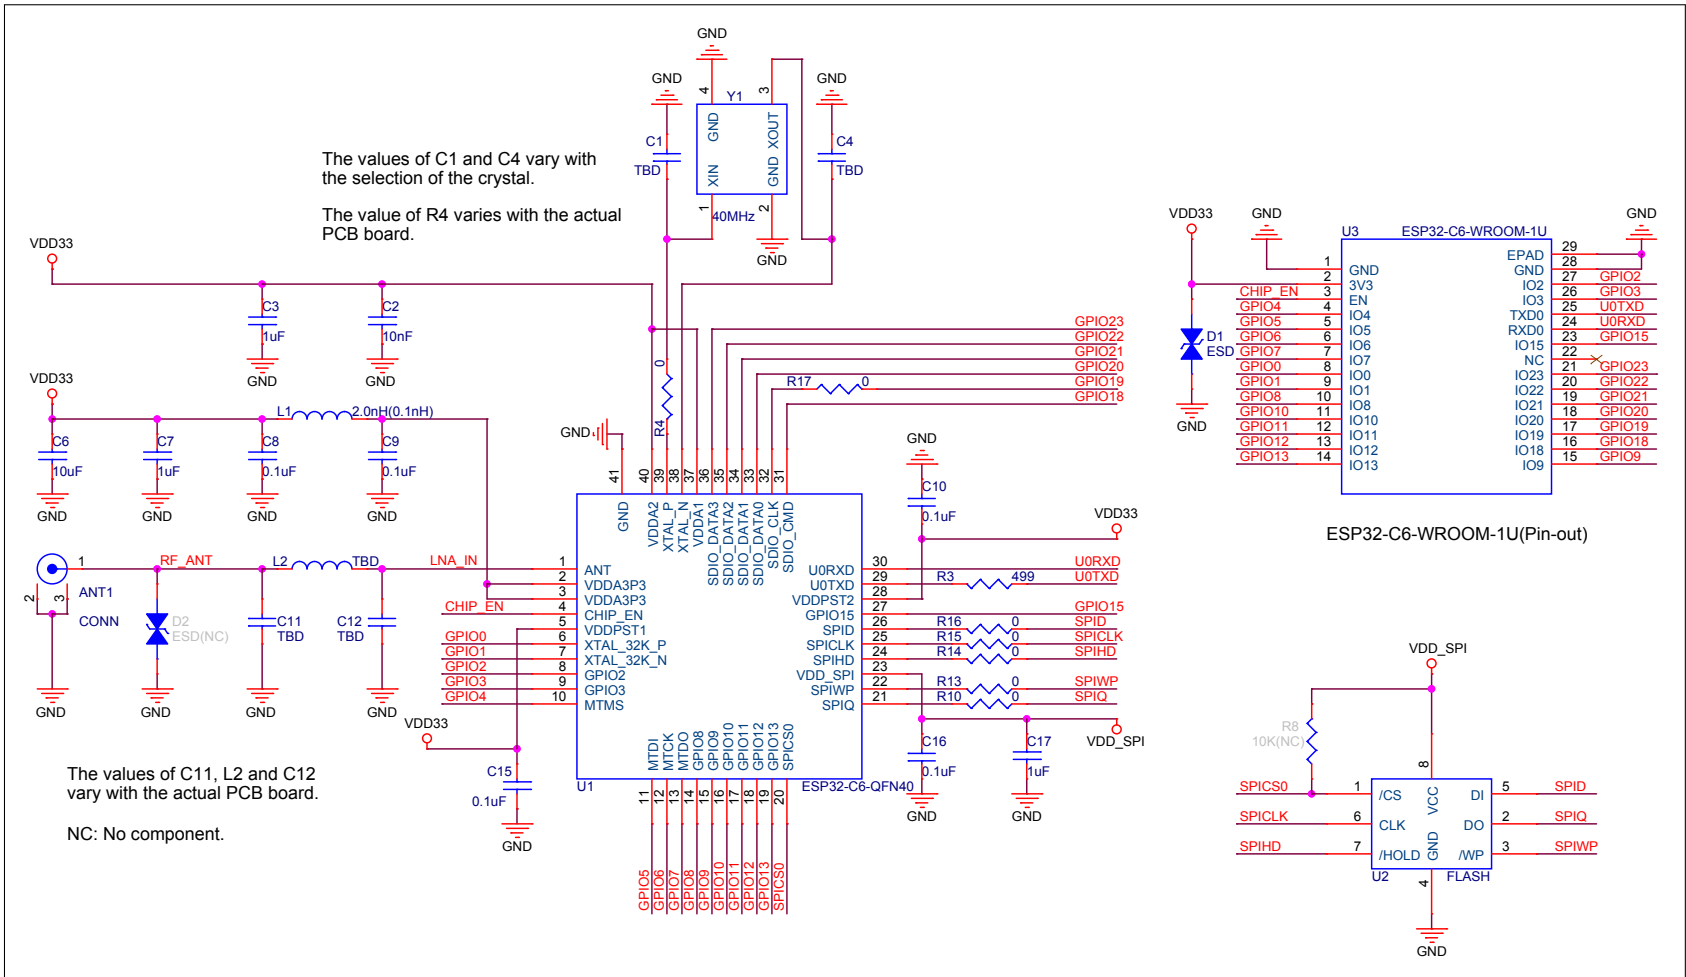 GND
GND
Y1
GND
4
3
GND
XOUT
C1
TBD
XIN
GND
C4
TBD
1
40MHz
2
GND
The values of C1 and C4 vary with
the selection of the crystal.
The value of R4 varies with the actual
PCB board.
VDD33
C3
1uF
GND
C2
10nF
GND
VDD33
L1
2.0nH(0.1nH)
C6
10uF
GND
C7
1uF
GND
C8
0.1uF
GND
C9
0.1uF
GND
GPIO23
GPIO22
GPIO21
GPIO20
R17
0
GPIO19
GPIO18
0
R4
GND
41
40
39
38
37
36
35
34
33
32
31
GND
VDDA2
XTAL_P
XTAL_N
VDDA1
SDIO_DATA3
SDIO_DATA2
SDIO_DATA1
SDIO_DATA0
SDIO_CLK
SDIO_CMD
GND
C10
0.1uF
VDD33
1
RF_ANT
L2
TBD
LNA_IN
2
3
ANT1
CONN
GND
D2
ESD(NC)
GND
C11
TBD
GND
C12
TBD
GND
1
ANT
2
VDDA3P3
3
VDDA3P3
CHIP_EN
4
CHIP_EN
5
VDDPST1
GPIO0
6
XTAL_32K_P
GPIO1
7
XTAL_32K_N
GPIO2
8
GPIO2
GPIO3
9
GPIO3
GPIO4
10
MTMS
U0RXD
30
U0RXD
U0TXD
29
R3
499
U0TXD
VDDPST2
28
GPIO15
27
GPIO15
SPID
26
R16
0
SPID
SPICLK
25
R15
0
SPICLK
SPIHD
24
R14
0
SPIHD
VDD_SPI
23
SPIWP
22
R13
0
SPIWP
SPIQ
21
R10
0
SPIQ
VDD33
C15
0.1uF
GND
MTDI
MTCK
MTDO
GPIO8
GPIO9
GPIO10
GPIO11
GPIO12
GPIO13
SPICS0
U1
ESP32-C6-QFN40
11
12
13
14
15
16
17
18
19
20
GPIO5
GPIO6
GPIO7
GPIO8
GPIO9
GPIO10
GPIO11
GPIO12
GPIO13
SPICS0
VDD_SPI
C16
0.1uF
GND
C17
1uF
GND
The values of C11, L2 and C12
vary with the actual PCB board.
NC: No component.
VDD33
GND
GND
D1
ESD
GND
U3
ESP32-C6-WROOM-1U
1
GND
2
3V3
CHIP_EN
3
EN
GPIO4
4
IO4
GPIO5
5
IO5
GPIO6
6
IO6
GPIO7
7
IO7
GPIO0
8
IO0
GPIO1
9
IO1
GPIO8
10
IO8
GPIO10
11
IO10
GPIO11
12
IO11
GPIO12
13
IO12
GPIO13
14
IO13
EPAD
29
GND
28
IO2
27
GPIO2
IO3
26
GPIO3
TXD0
25
U0TXD
RXD0
24
U0RXD
IO15
23
GPIO15
NC
22
IO23
21
GPIO23
IO22
20
GPIO22
IO21
19
GPIO21
IO20
18
GPIO20
IO19
17
GPIO19
IO18
16
GPIO18
IO9
15
GPIO9
ESP32-C6-WROOM-1U(Pin-out)
VDD_SPI
R8
10K(NC)
8
SPICS0
1
/CS
VCC
DI
5
SPID
SPICLK
6
CLK
DO
2
SPIQ
SPIHD
7
/HOLD
GND
/WP
3
SPIWP
U2
4
FLASH
GND